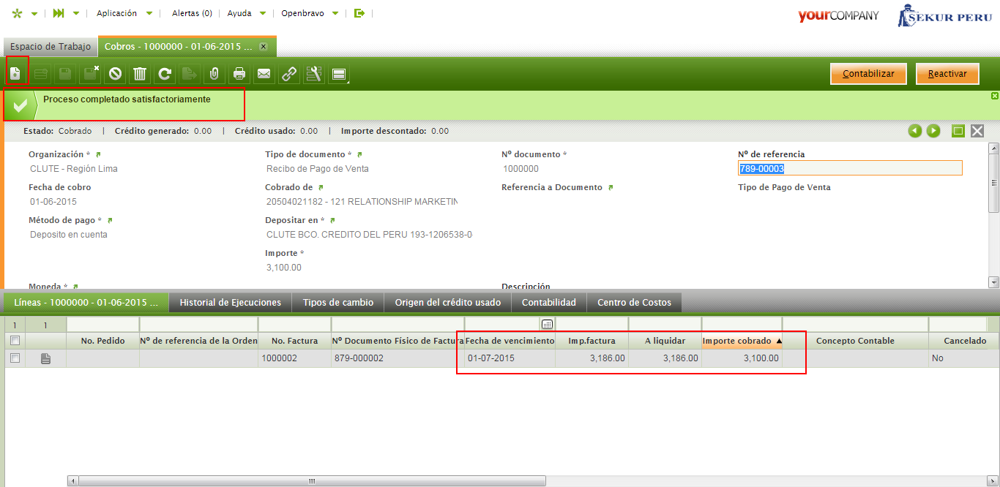 Aplicación Alertas (0) Ayuda Openbravo yourCOMPANY SEKUR PERU
Espacio de Trabajo Cobros - 1000000 - 01-06-2015 ...
Contabilizar Reactivar
Proceso completado satisfactoriamente
Estado: Cobrado | Crédito generado: 0.00 | Crédito usado: 0.00 | Importe descontado: 0.00
Organización * Tipo de documento * Nº documento * Nº de referencia
CLUTE - Región Lima Recibo de Pago de Venta 1000000 789-00003
Fecha de cobro Cobrado de Referencia a Documento Tipo de Pago de Venta
01-06-2015 20504021182 - 121 RELATIONSHIP MARKETIN
Método de pago * Depositar en *
Deposito en cuenta CLUTE BCO. CREDITO DEL PERU 193-1206538-0-
Importe *
3,100.00
Moneda * Descripción
Líneas - 1000000 - 01-06-2015 ... Historial de Ejecuciones Tipos de cambio Origen del crédito usado Contabilidad Centro de Costos
1 1
No. Pedido Nº de referencia de la Orden No. Factura Nº Documento Físico de Factura Fecha de vencimiento Imp.factura A liquidar Importe cobrado Concepto Contable Cancelado
1000002 879-000002 01-07-2015 3,186.00 3,186.00 3,100.00 No